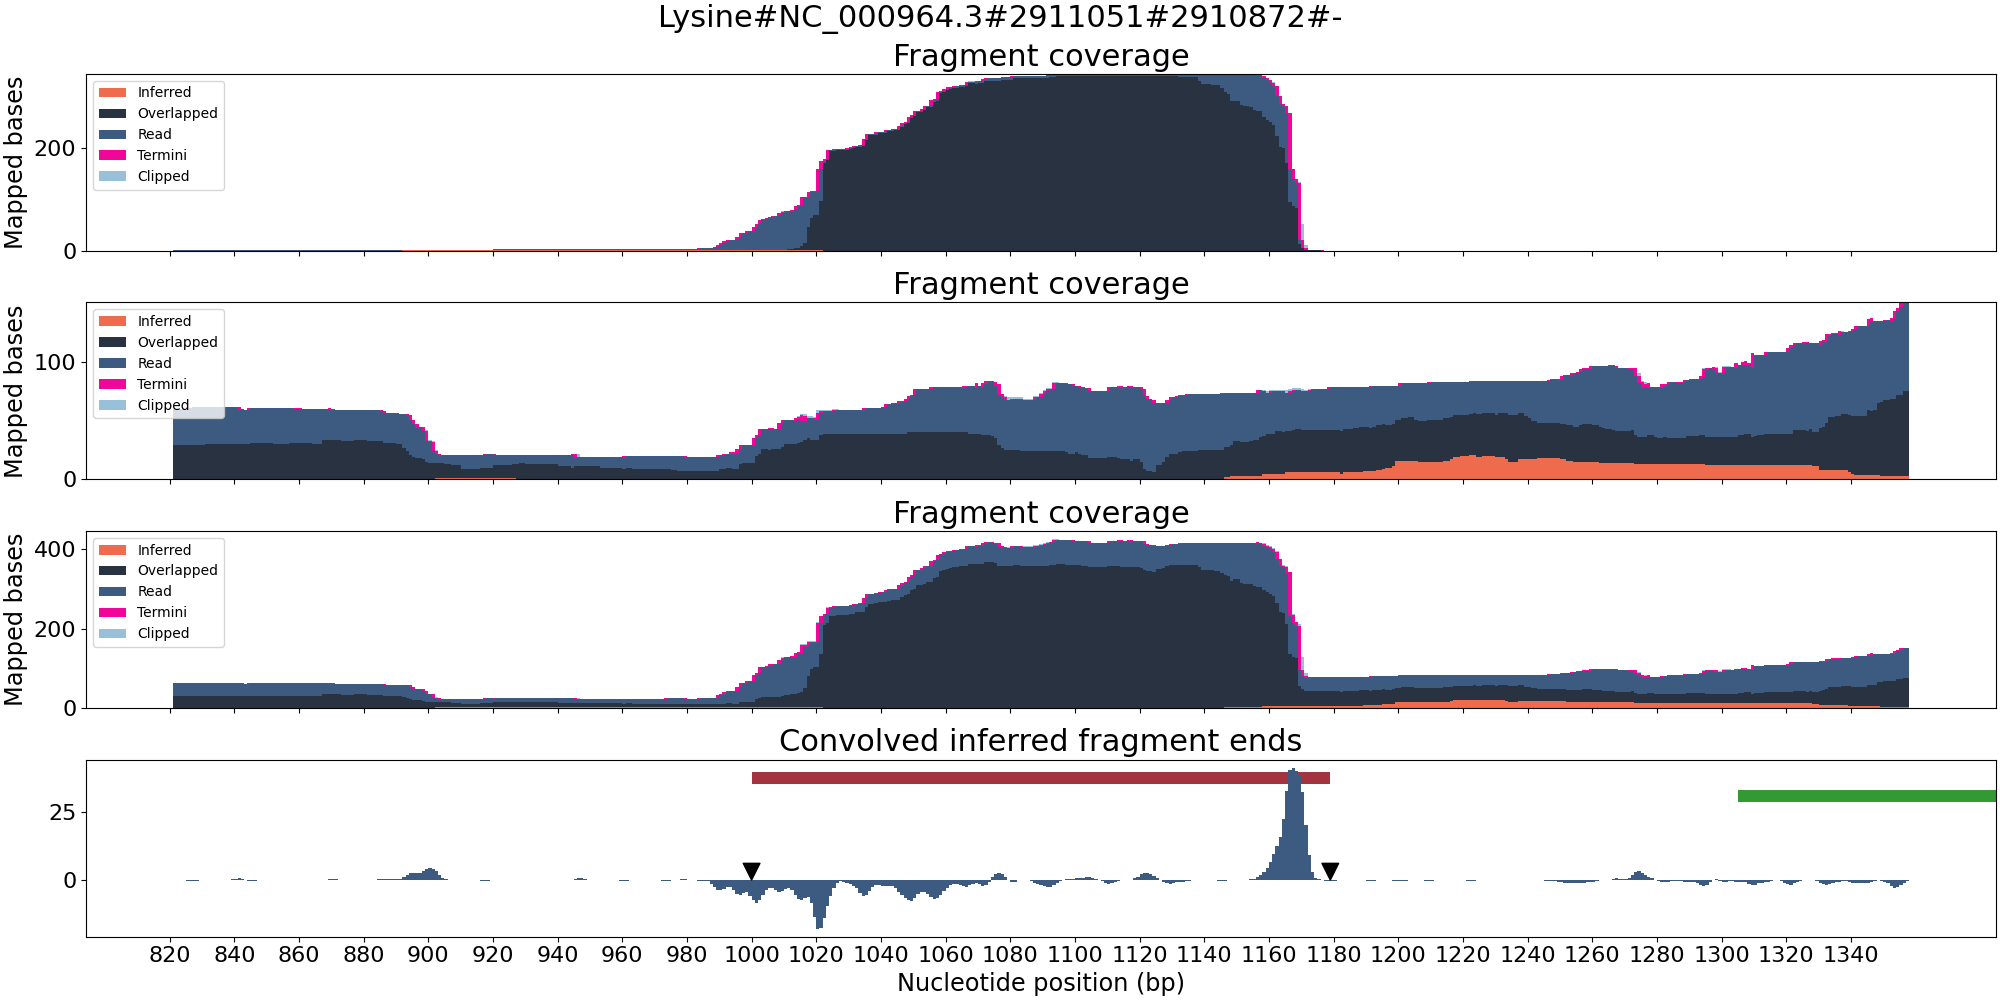 Lysine#NC_000964.3#2911051#2910872#-
Fragment coverage
Mapped bases
200
0
Inferred
Overlapped
Read
Termini
Clipped
Fragment coverage
Mapped bases
100
0
Inferred
Overlapped
Read
Termini
Clipped
Fragment coverage
Mapped bases
400
200
0
Inferred
Overlapped
Read
Termini
Clipped
Convolved inferred fragment ends
25
0
820 840 860 880 900 920 940 960 980 1000 1020 1040 1060 1080 1100 1120 1140 1160 1180 1200 1220 1240 1260 1280 1300 1320 1340
Nucleotide position (bp)